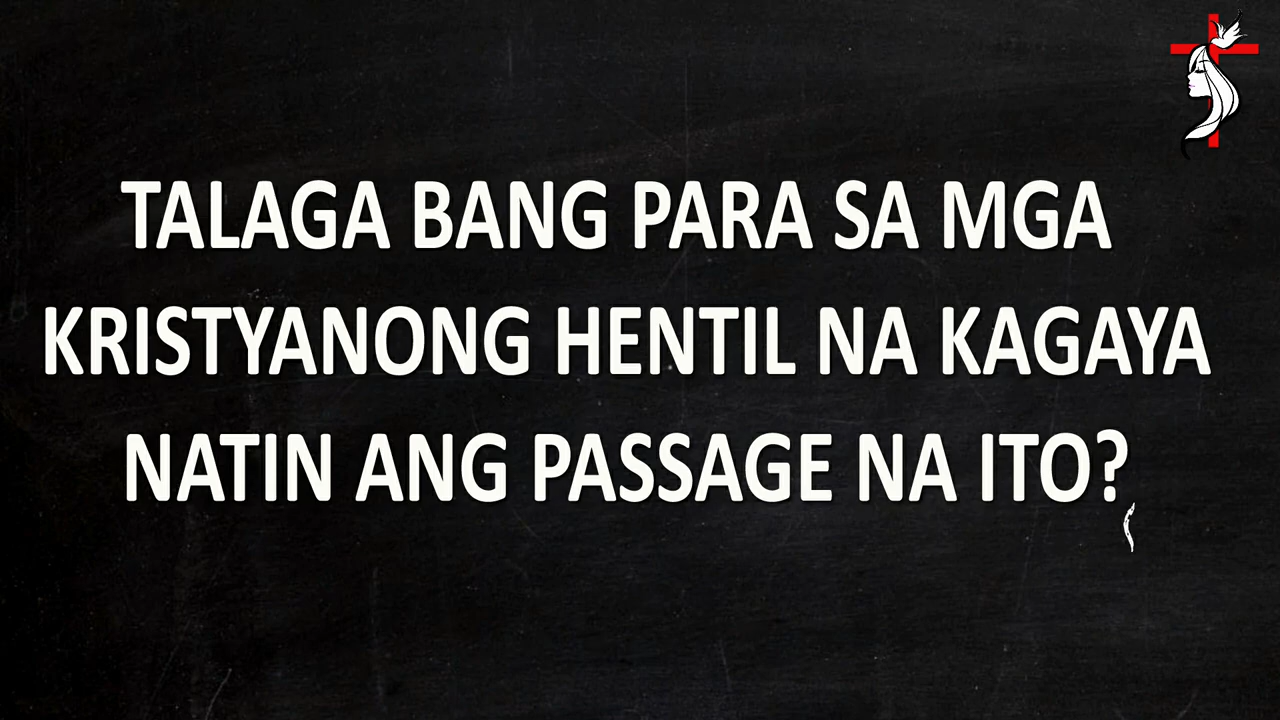 TALAGA BANG PARA SA MGA
KRISTYANONG HENTIL NA KAGAYA
NATIN ANG PASSAGE NA ITO?